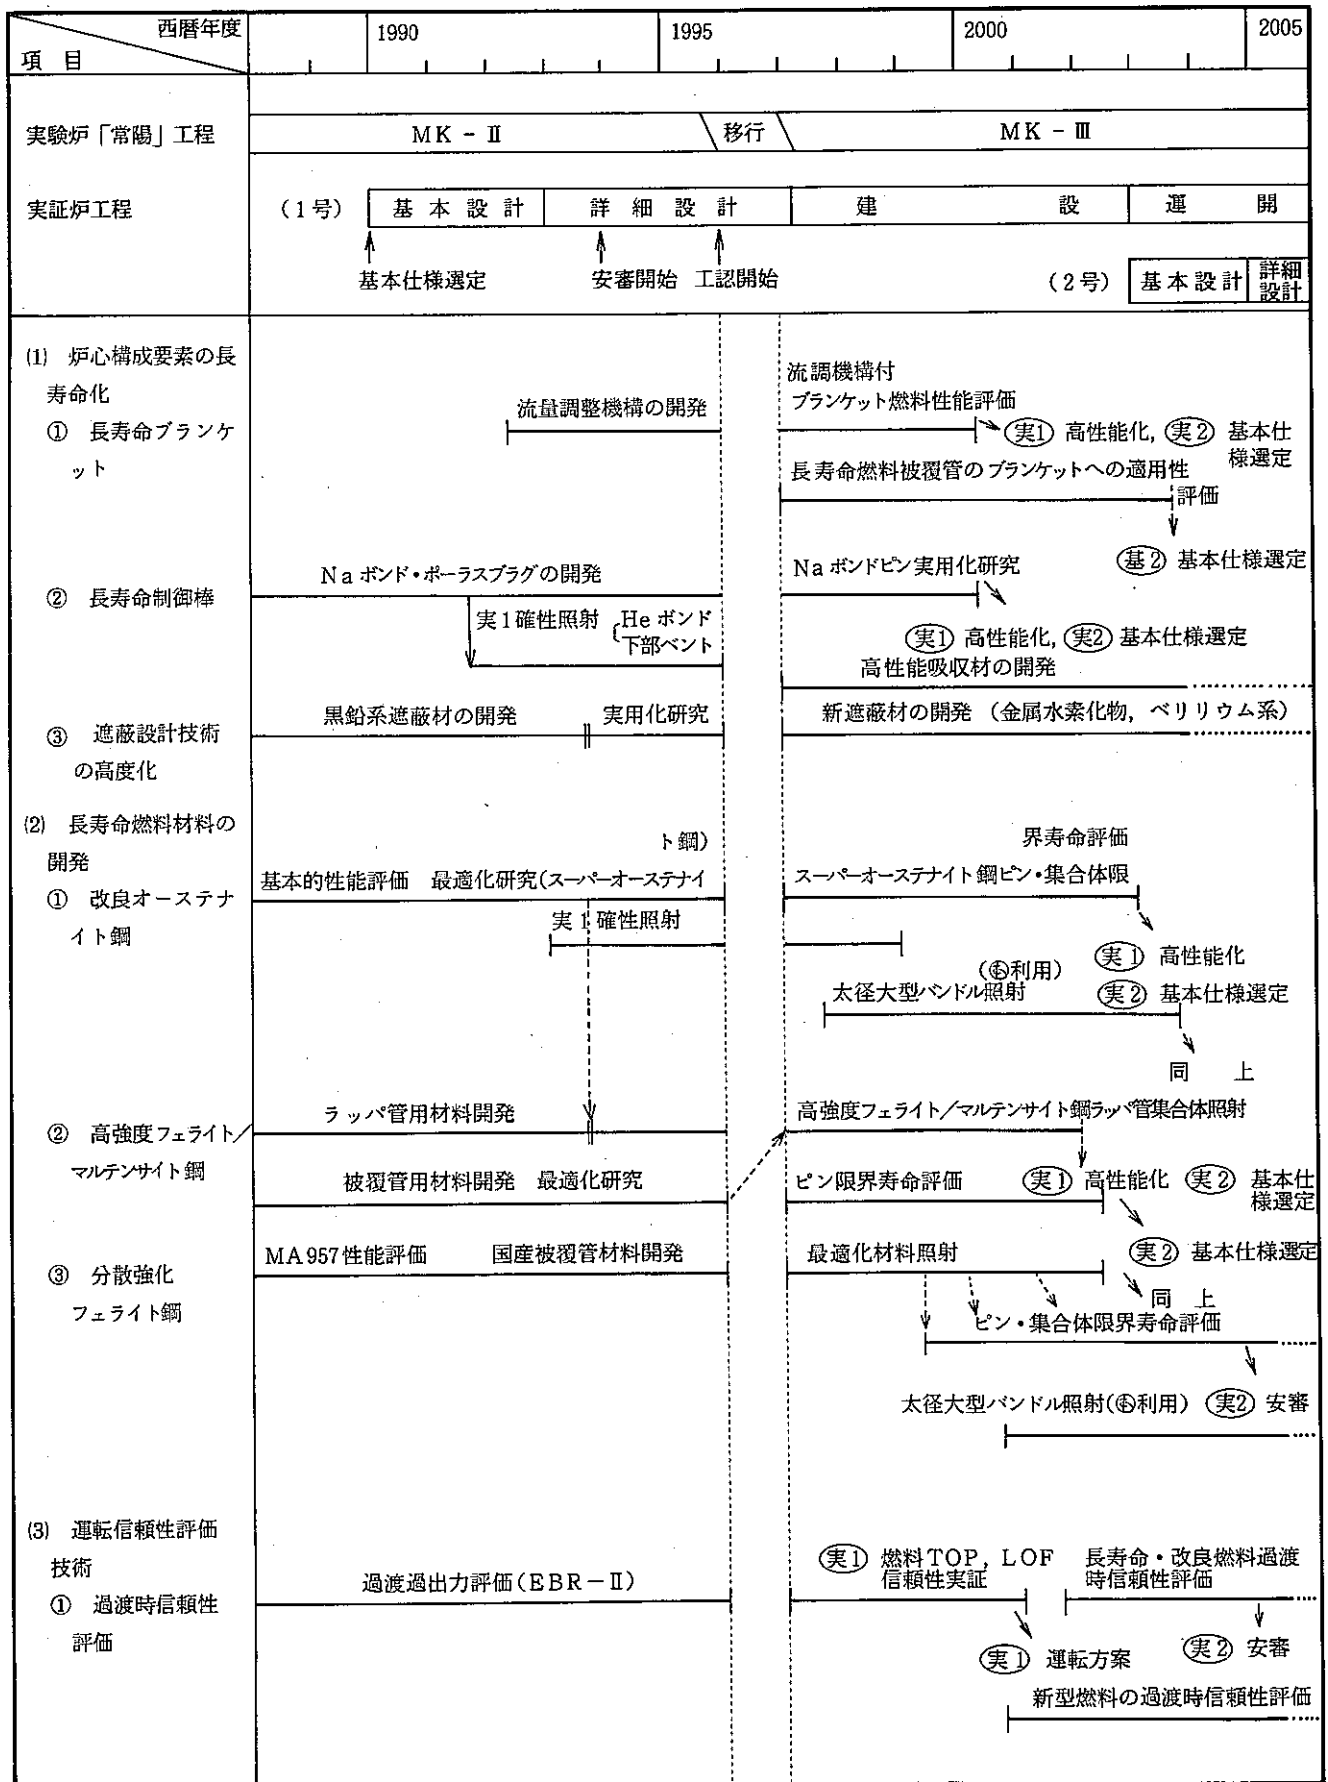 西暦年度
項 目
1990
1995
2000
2005
実験炉「常陽」工程
MK-Ⅱ
移行
MK-Ⅲ
実証炉工程
(1号)
基本設計
詳細設計
建設
運開
基本仕様選定
安審開始
工認開始
(2号)
基本設計
詳細
設計
(1) 炉心構成要素の長
寿命化
① 長寿命ブランケ
ット
流量調整機構の開発
流調機構付
ブランケット燃料性能評価
実1 高性能化, 実2 基本仕
様選定
長寿命燃料被覆管のブランケットへの適用性
評価
基2 基本仕様選定
② 長寿命制御棒
Naボンド・ポーラスプラグの開発
実1確性照射 {Heボンド
下部ベント
Naボンドピン実用化研究
実1 高性能化, 実2 基本仕様選定
高性能吸収材の開発
③ 遮蔽設計技術
の高度化
黒鉛系遮蔽材の開発
実用化研究
新遮蔽材の開発 (金属水素化物, ベリリウム系)
(2) 長寿命燃料材料の
開発
① 改良オーステナ
イト鋼
ト鋼)
基本的性能評価 最適化研究(スーパーオーステナイ
実1確性照射
界寿命評価
スーパーオーステナイト鋼ピン・集合体限
実1 高性能化
実2 基本仕様選定
(も利用)
太径大型バンドル照射
同 上
② 高強度フェライト/
マルテンサイト鋼
ラッパ管用材料開発
高強度フェライト/マルテンサイト鋼ラッパ管集合体照射
被覆管用材料開発 最適化研究
ピン限界寿命評価
実1 高性能化 実2 基本仕
様選定
実2 基本仕様選定
③ 分散強化
フェライト鋼
MA957性能評価 国産被覆管材料開発
最適化材料照射
同 上
ピン・集合体限界寿命評価
太径大型バンドル照射(も利用) 実2 安審
(3) 運転信頼性評価
技術
① 過渡時信頼性
評価
過渡過出力評価(EBR-Ⅱ)
実1 燃料TOP, LOF
信頼性実証
長寿命・改良燃料過渡
時信頼性評価
実1 運転方案
実2 安審
新型燃料の過渡時信頼性評価